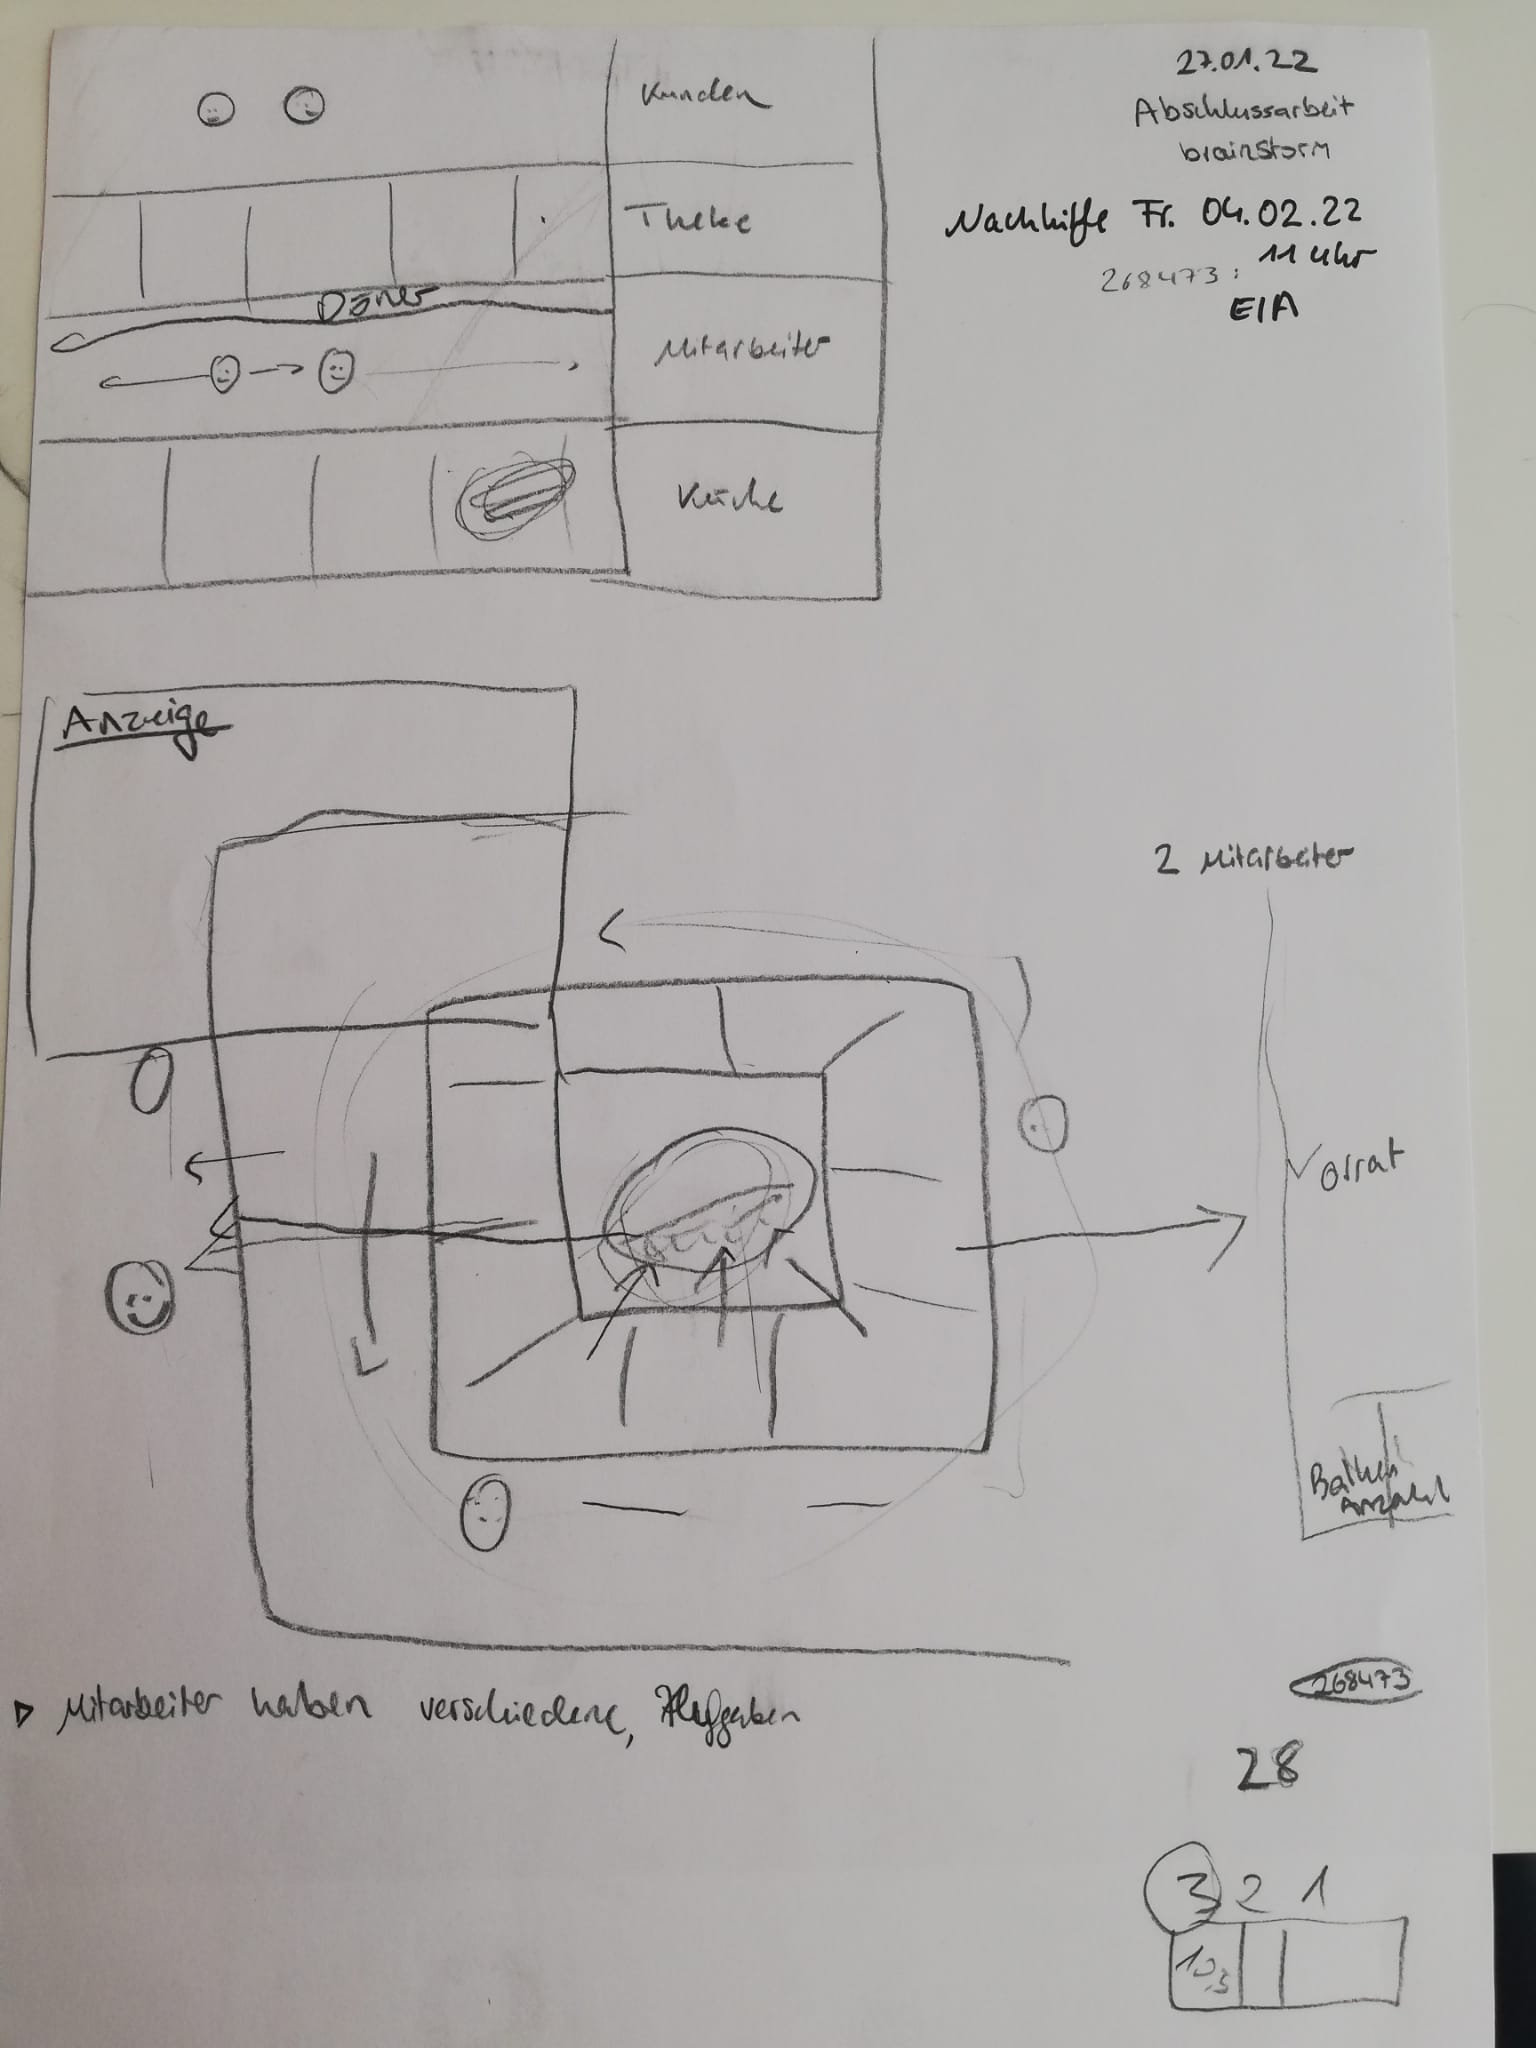 27.01.22
Abschlussarbeit
brainstorm
Nachhilfe Fr. 04.02.22
11 Uhr
268473:
EIA
Kunden
Theke
Döner
Mitarbeiter
Küche
Anzeige
2 Mitarbeiter
Vorrat
Balken
Anzahl
▷ Mitarbeiter haben verschiedene, Aufgaben
268473
28
3 2 1